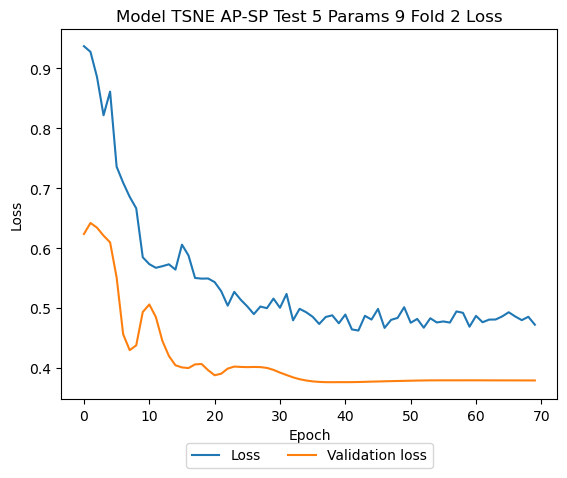 Model TSNE AP-SP Test 5 Params 9 Fold 2 Loss
Loss
0.9
0.8
0.7
0.6
0.5
0.4
0 10 20 30 40 50 60 70
Epoch
Loss Validation loss